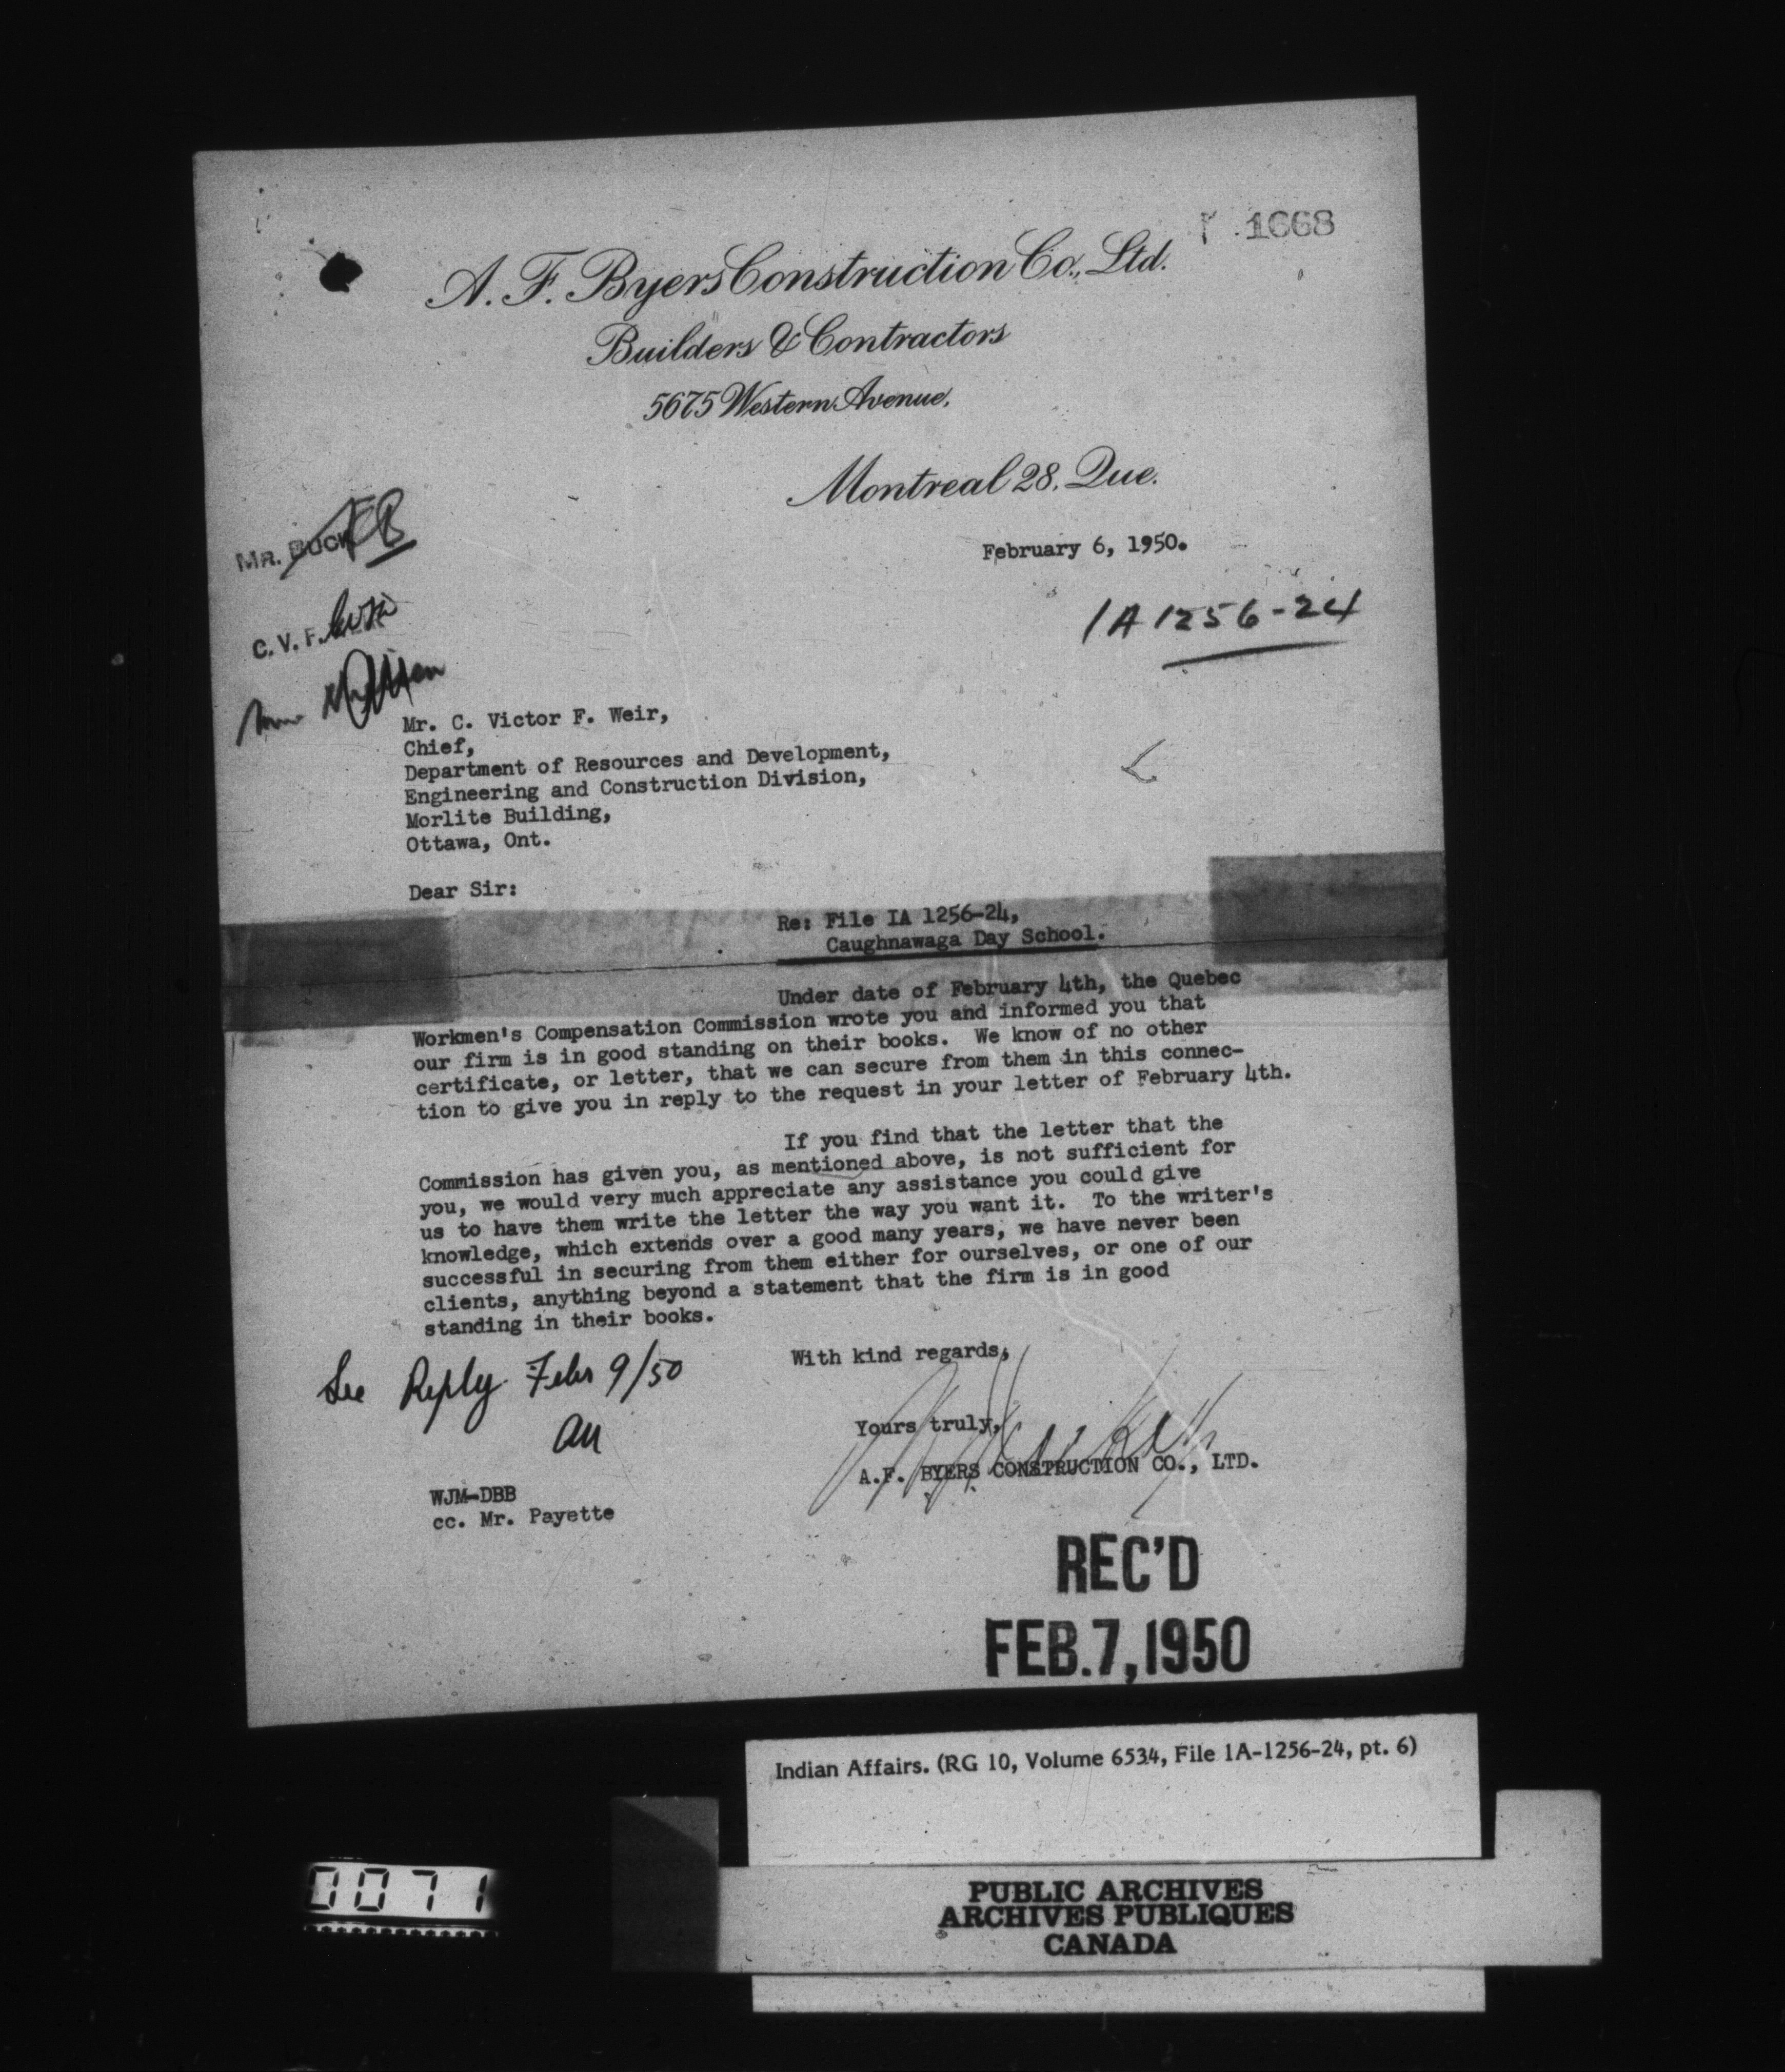 1668
A. F. Byers Construction Co., Ltd.
Builders & Contractors
5675 Western Avenue,
Montreal 28, Que.
February 6, 1950.
MR. BUCK
C. V. F.
1A 1256-24
Mr. C. Victor F. Weir,
Chief,
Department of Resources and Development,
Engineering and Construction Division,
Morlite Building,
Ottawa, Ont.
Dear Sir:
Re: File IA 1256-24,
Caughnawaga Day School.
Under date of February 4th, the Quebec
Workmen's Compensation Commission wrote you and informed you that
our firm is in good standing on their books. We know of no other
certificate, or letter, that we can secure from them in this connec-
tion to give you in reply to the request in your letter of February 4th.
If you find that the letter that the
Commission has given you, as mentioned above, is not sufficient for
you, we would very much appreciate any assistance you could give
us to have them write the letter the way you want it. To the writer's
knowledge, which extends over a good many years, we have never been
successful in securing from them either for ourselves, or one of our
clients, anything beyond a statement that the firm is in good
standing in their books.
With kind regards,
See Reply Feb 9/50
Yours truly,
A.F. BYERS CONSTRUCTION CO., LTD.
WJM-DBB
cc. Mr. Payette
REC'D
FEB.7,1950
Indian Affairs. (RG 10, Volume 6534, File 1A-1256-24, pt. 6)
0071
PUBLIC ARCHIVES
ARCHIVES PUBLIQUES
CANADA